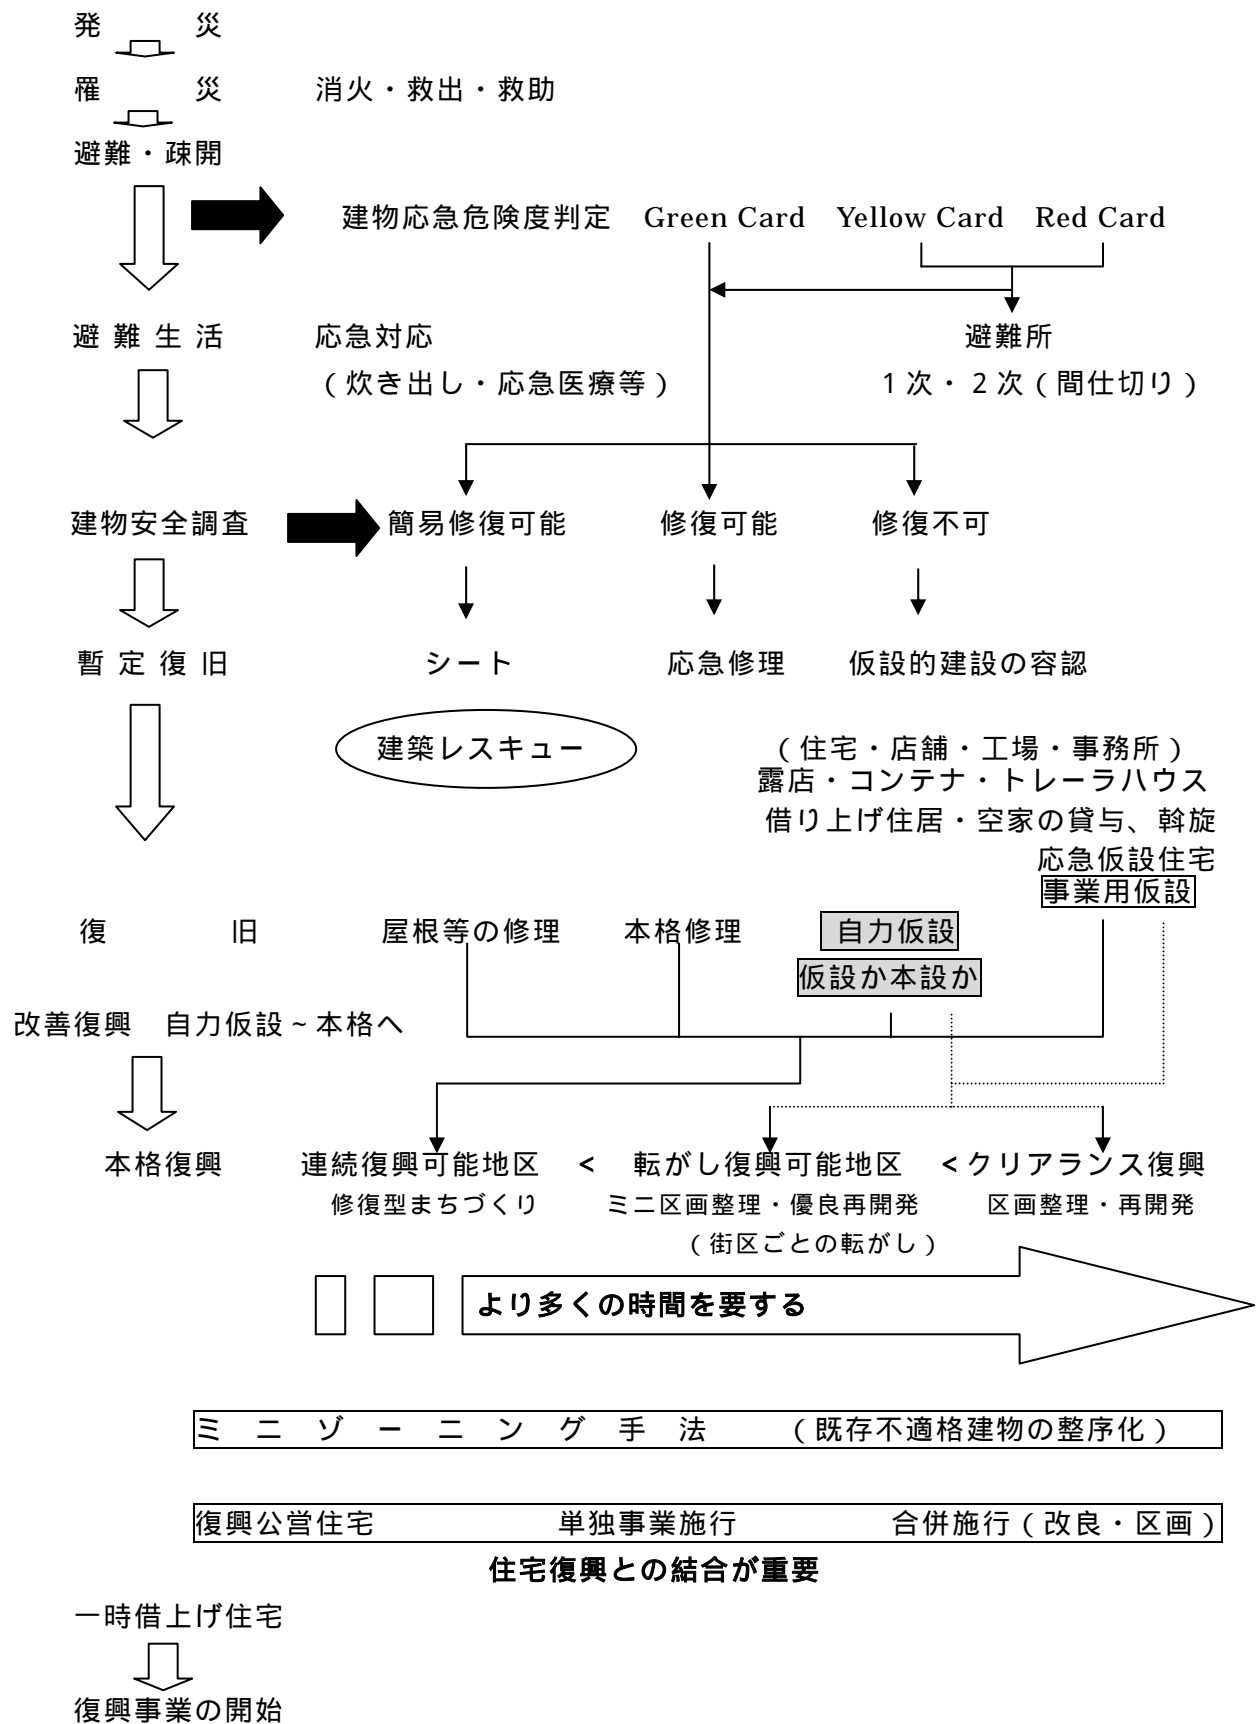 発　　災
罹　　災　　消火・救出・救助
避難・疎開
建物応急危険度判定　Green Card　Yellow Card　Red Card
避難生活　　応急対応　　避難所
（炊き出し・応急医療等）　　1次・2次（間仕切り）
建物安全調査　　簡易修復可能　　修復可能　　修復不可
暫定復旧　　シート　　応急修理　　仮設的建設の容認
建築レスキュー　　（住宅・店舗・工場・事務所）
露店・コンテナ・トレーラハウス
借り上げ住居・空家の貸与、斡旋
応急仮設住宅
事業用仮設
復　　旧　　屋根等の修理　　本格修理　　自力仮設
仮設か本設か
改善復興　自力仮設～本格へ
本格復興　　連続復興可能地区　＜　転がし復興可能地区　＜クリアランス復興
修復型まちづくり　　ミニ区画整理・優良再開発　　区画整理・再開発
（街区ごとの転がし）
より多くの時間を要する
ミニゾーニング手法　　（既存不適格建物の整序化）
復興公営住宅　　単独事業施行　　合併施行（改良・区画）
住宅復興との結合が重要
一時借上げ住宅
復興事業の開始